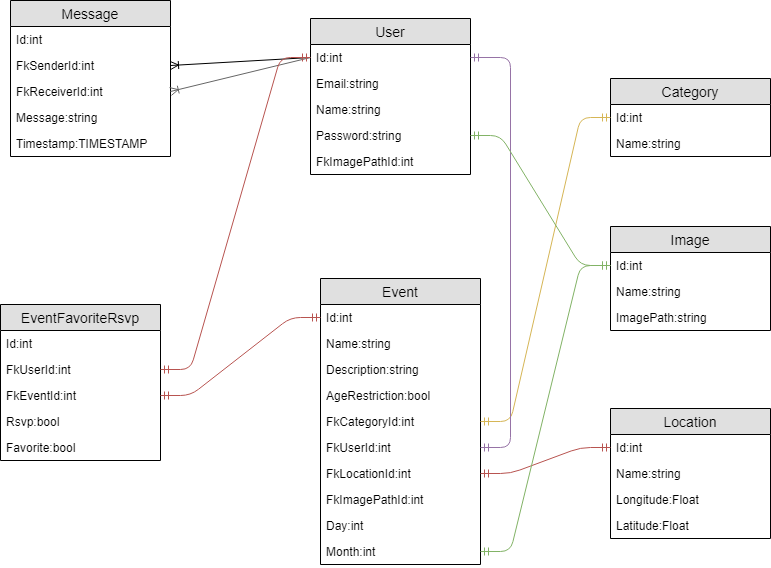 Message
Id:int
FkSenderId:int
FkReceiverId:int
Message:string
Timestamp:TIMESTAMP
User
Id:int
Email:string
Name:string
Password:string
FkImagePathId:int
Category
Id:int
Name:string
Image
Id:int
Name:string
ImagePath:string
EventFavoriteRsvp
Id:int
FkUserId:int
FkEventId:int
Rsvp:bool
Favorite:bool
Event
Id:int
Name:string
Description:string
AgeRestriction:bool
FkCategoryId:int
FkUserId:int
FkLocationId:int
FkImagePathId:int
Day:int
Month:int
Location
Id:int
Name:string
Longitude:Float
Latitude:Float